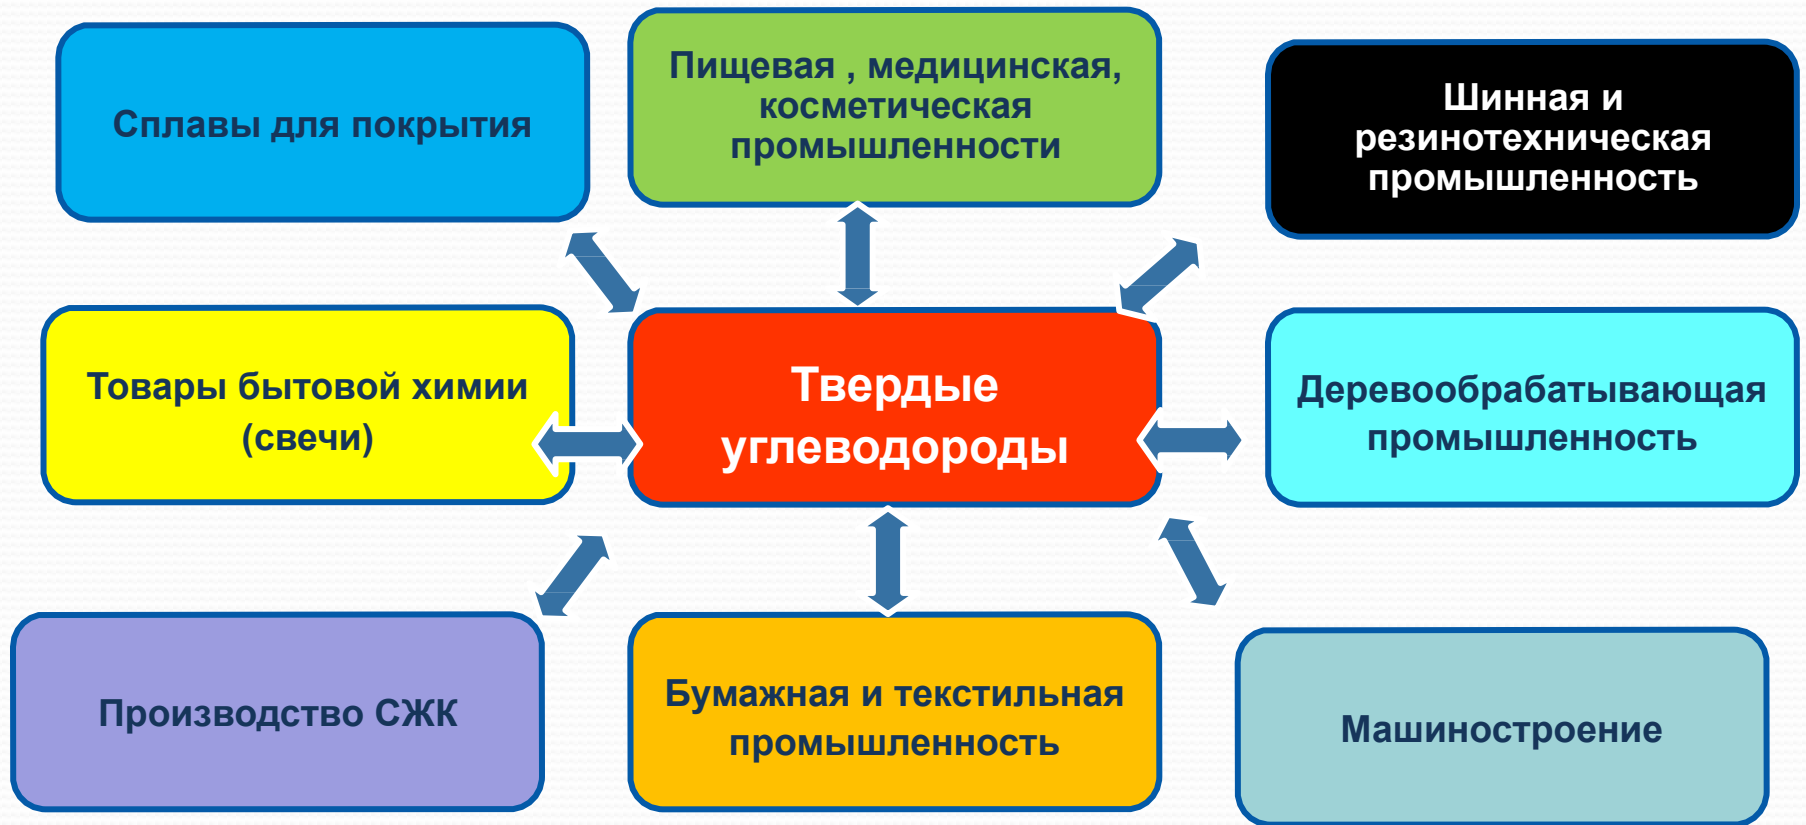 Сплавы для покрытия
Пищевая , медицинская,
косметическая
промышленности
Шинная и
резинотехническая
промышленность
Товары бытовой химии
(свечи)
Твердые
углеводороды
Деревообрабатывающая
промышленность
Производство СЖК
Бумажная и текстильная
промышленность
Машиностроение